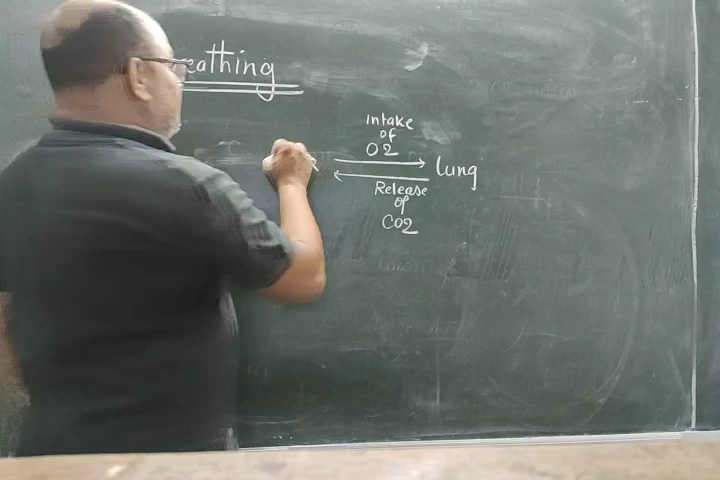 eathing
Intake
of
O2
lung
Release
of
CO2